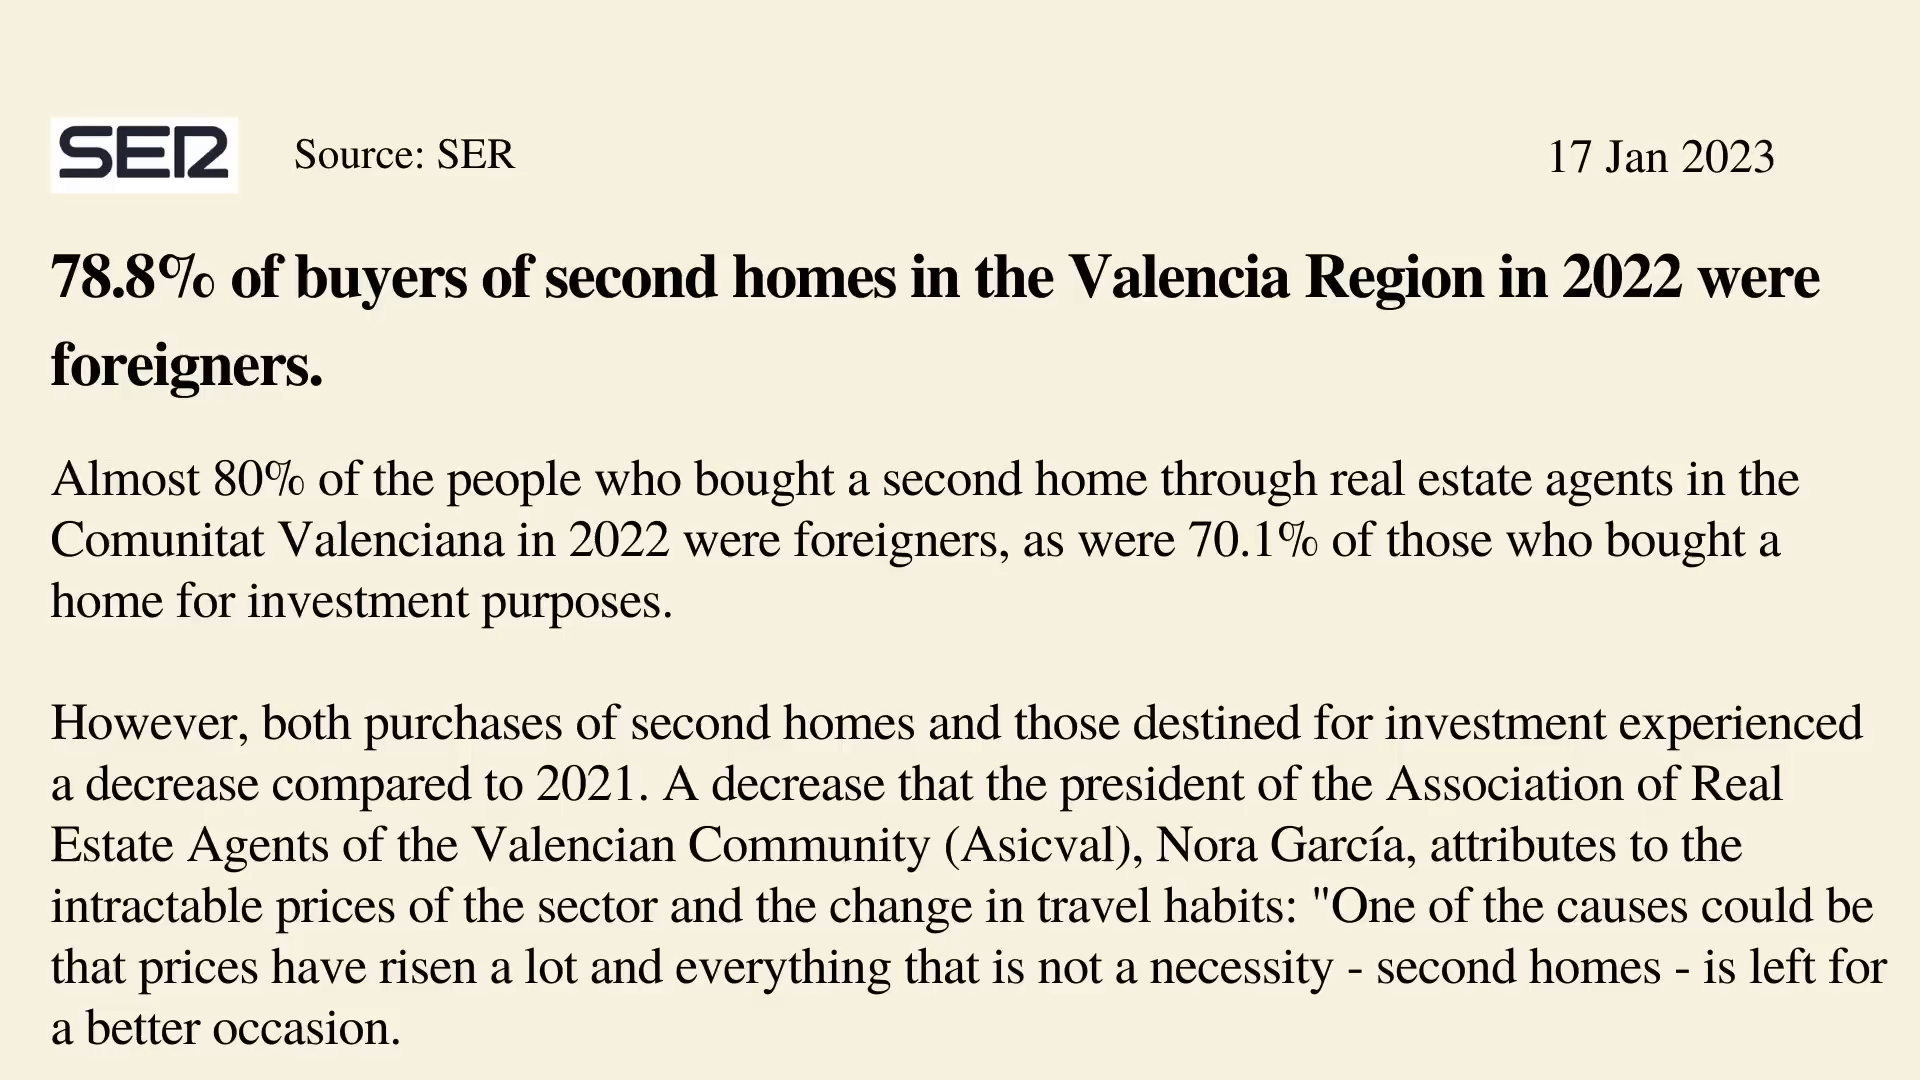 SER
Source: SER
17 Jan 2023
78.8% of buyers of second homes in the Valencia Region in 2022 were
foreigners.
Almost 80% of the people who bought a second home through real estate agents in the
Comunitat Valenciana in 2022 were foreigners, as were 70.1% of those who bought a
home for investment purposes.
However, both purchases of second homes and those destined for investment experienced
a decrease compared to 2021. A decrease that the president of the Association of Real
Estate Agents of the Valencian Community (Asicval), Nora García, attributes to the
intractable prices of the sector and the change in travel habits: "One of the causes could be
that prices have risen a lot and everything that is not a necessity - second homes - is left for
a better occasion.